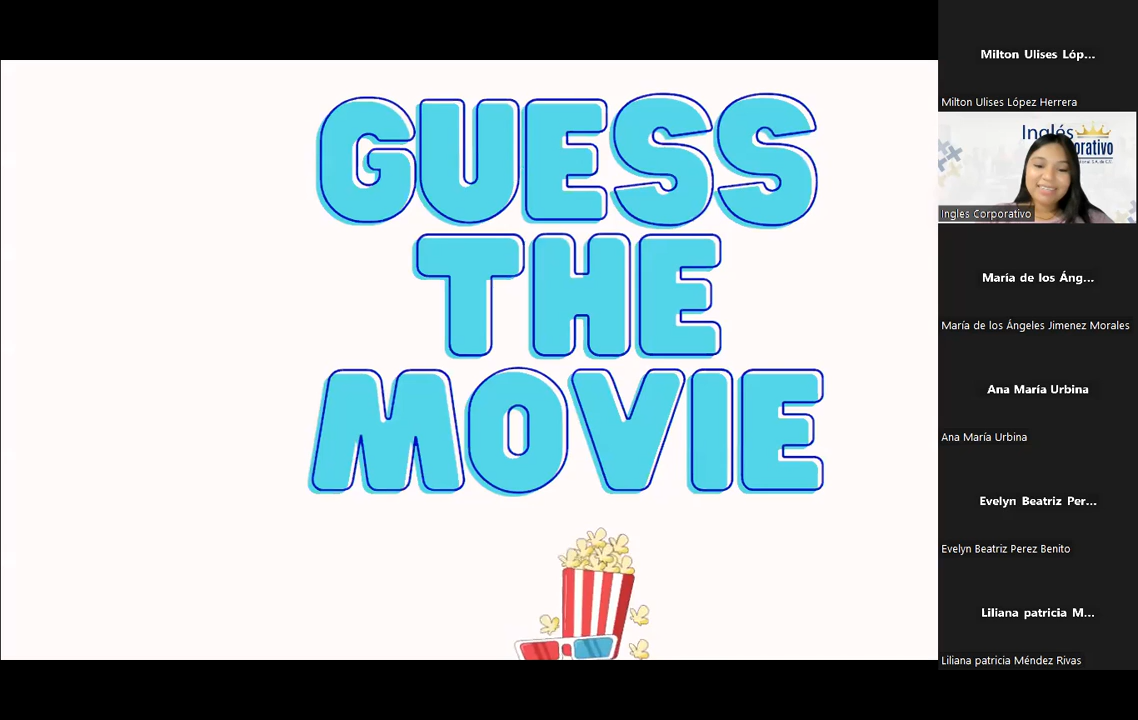 GUESS
THE
MOVIE
Milton Ulises Lóp...
Milton Ulises López Herrera
Inglés
orativo
Ingles Corporativo
María de los Áng...
María de los Ángeles Jimenez Morales
Ana María Urbina
Ana María Urbina
Evelyn Beatriz Per...
Evelyn Beatriz Perez Benito
Liliana patricia M...
Liliana patricia Méndez Rivas